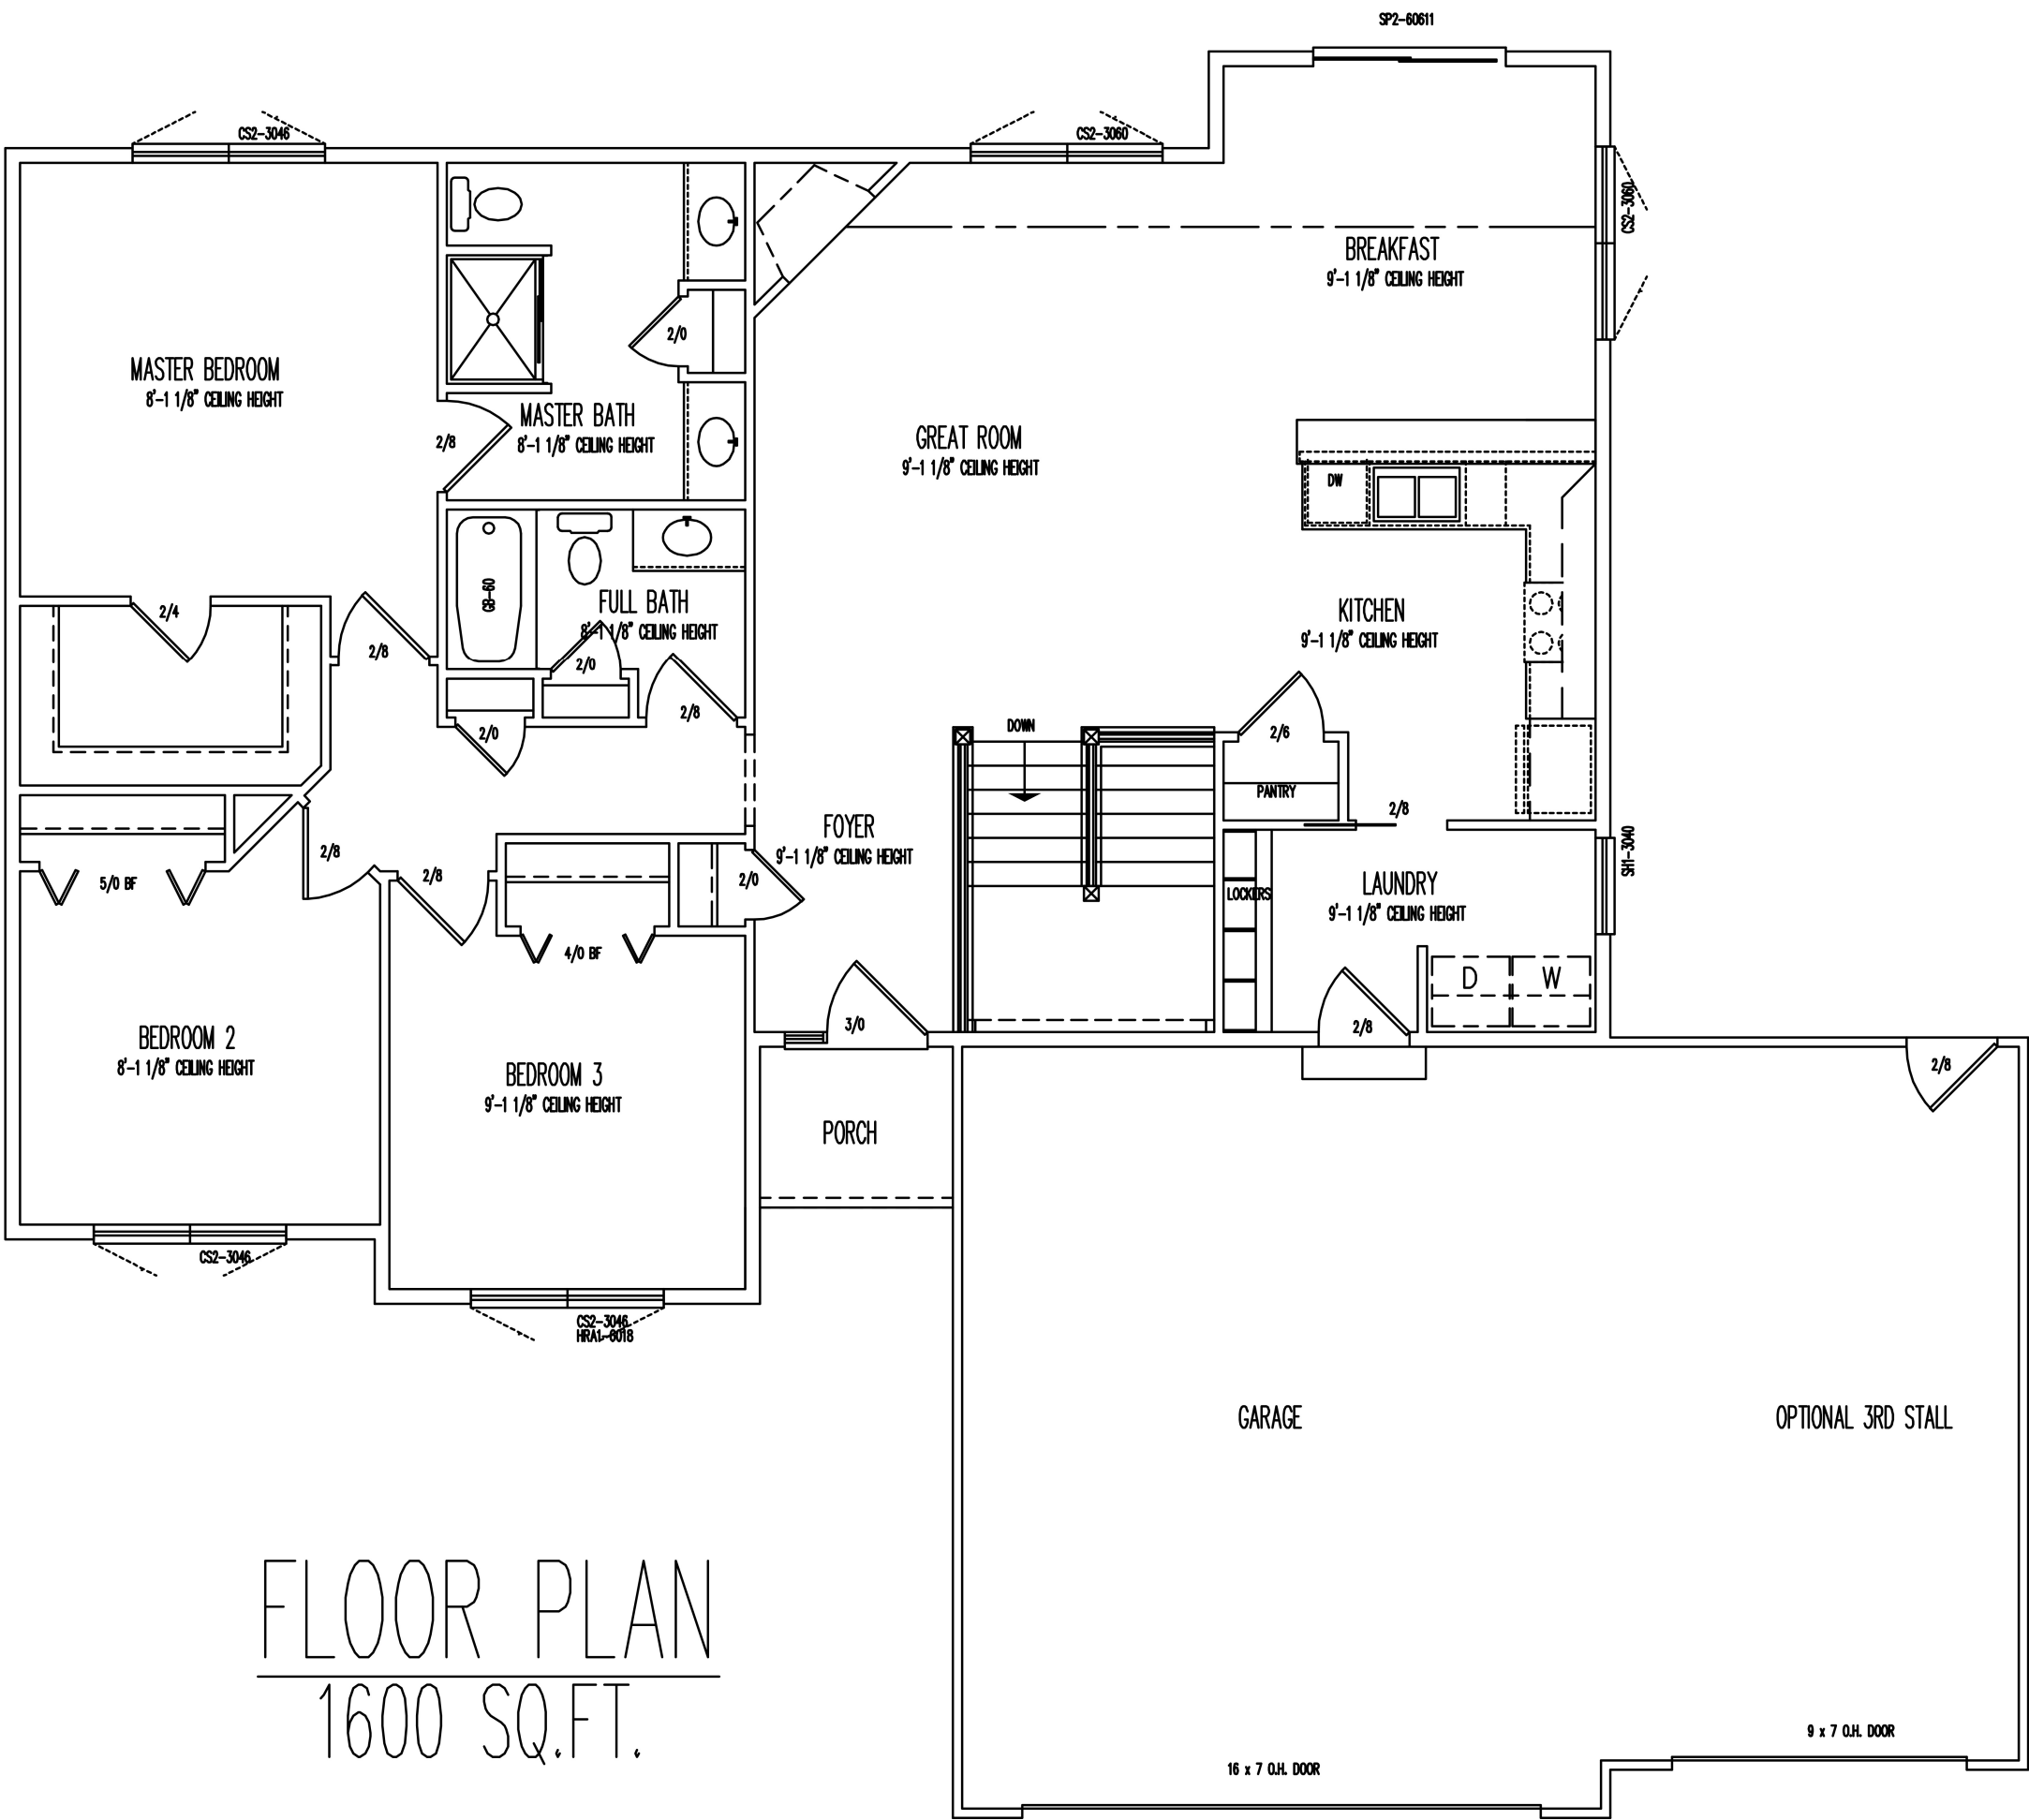 SP2-60611
CS2-3046
CS2-3060
CS2-3060
BREAKFAST
9'-1 1/8" CEILING HEIGHT
2/0
MASTER BEDROOM
8'-1 1/8" CEILING HEIGHT
MASTER BATH
8'-1 1/8" CEILING HEIGHT
2/8
GREAT ROOM
9'-1 1/8" CEILING HEIGHT
DW
GB-60
FULL BATH
8'-1 1/8" CEILING HEIGHT
KITCHEN
9'-1 1/8" CEILING HEIGHT
2/4
2/8
2/0
2/8
2/0
DOWN
2/6
PANTRY
2/8
FOYER
9'-1 1/8" CEILING HEIGHT
SH1-3040
2/8
5/0 BF
2/8
2/0
LOCKERS
LAUNDRY
9'-1 1/8" CEILING HEIGHT
4/0 BF
D
W
BEDROOM 2
8'-1 1/8" CEILING HEIGHT
3/0
2/8
2/8
BEDROOM 3
9'-1 1/8" CEILING HEIGHT
PORCH
CS2-3046
CS2-3046
HRA1-6018
GARAGE
OPTIONAL 3RD STALL
FLOOR PLAN
1600 SQ.FT.
9 x 7 O.H. DOOR
16 x 7 O.H. DOOR